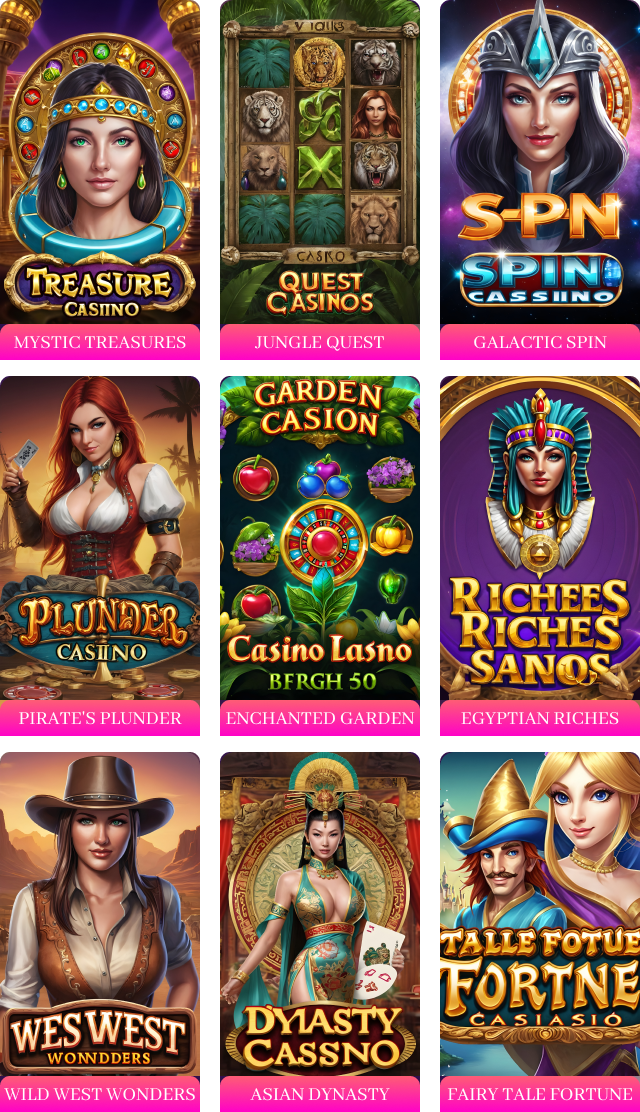 TREASURE
CASIINO
MYSTIC TREASURES
CASKO
QUEST
CASINOS
JUNGLE QUEST
S-PN
SPIN
CASSIINO
GALACTIC SPIN
PLUNDER
CASIINO
PIRATE'S PLUNDER
GARDEN
CASION
Casino Lasno
BFRGH 50
ENCHANTED GARDEN
RICHEES
RICHES
SANOS
EGYPTIAN RICHES
WES WEST
WONNDDERS
WILD WEST WONDERS
DYIASTY
CASSNO
ASIAN DYNASTY
TALLE FOTUE
FORTNE
CASIASIÓ
FAIRY TALE FORTUNE